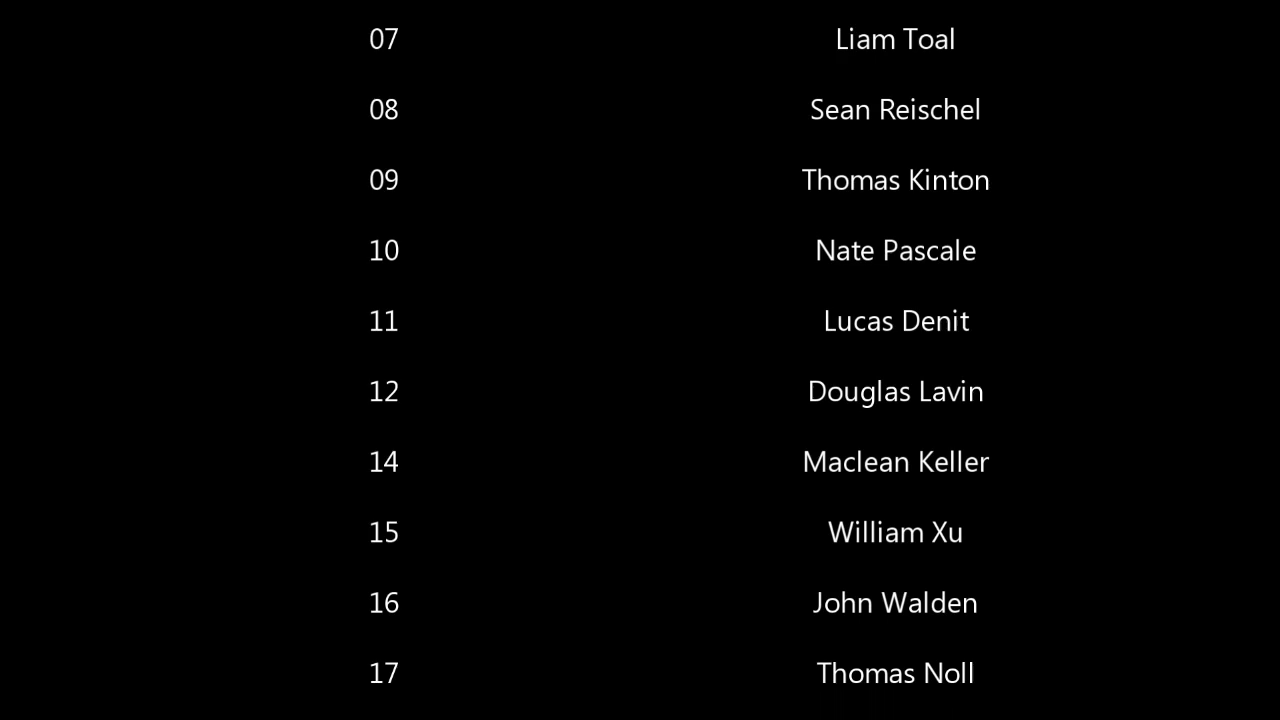 07 Liam Toal
08 Sean Reischel
09 Thomas Kinton
10 Nate Pascale
11 Lucas Denit
12 Douglas Lavin
14 Maclean Keller
15 William Xu
16 John Walden
17 Thomas Noll